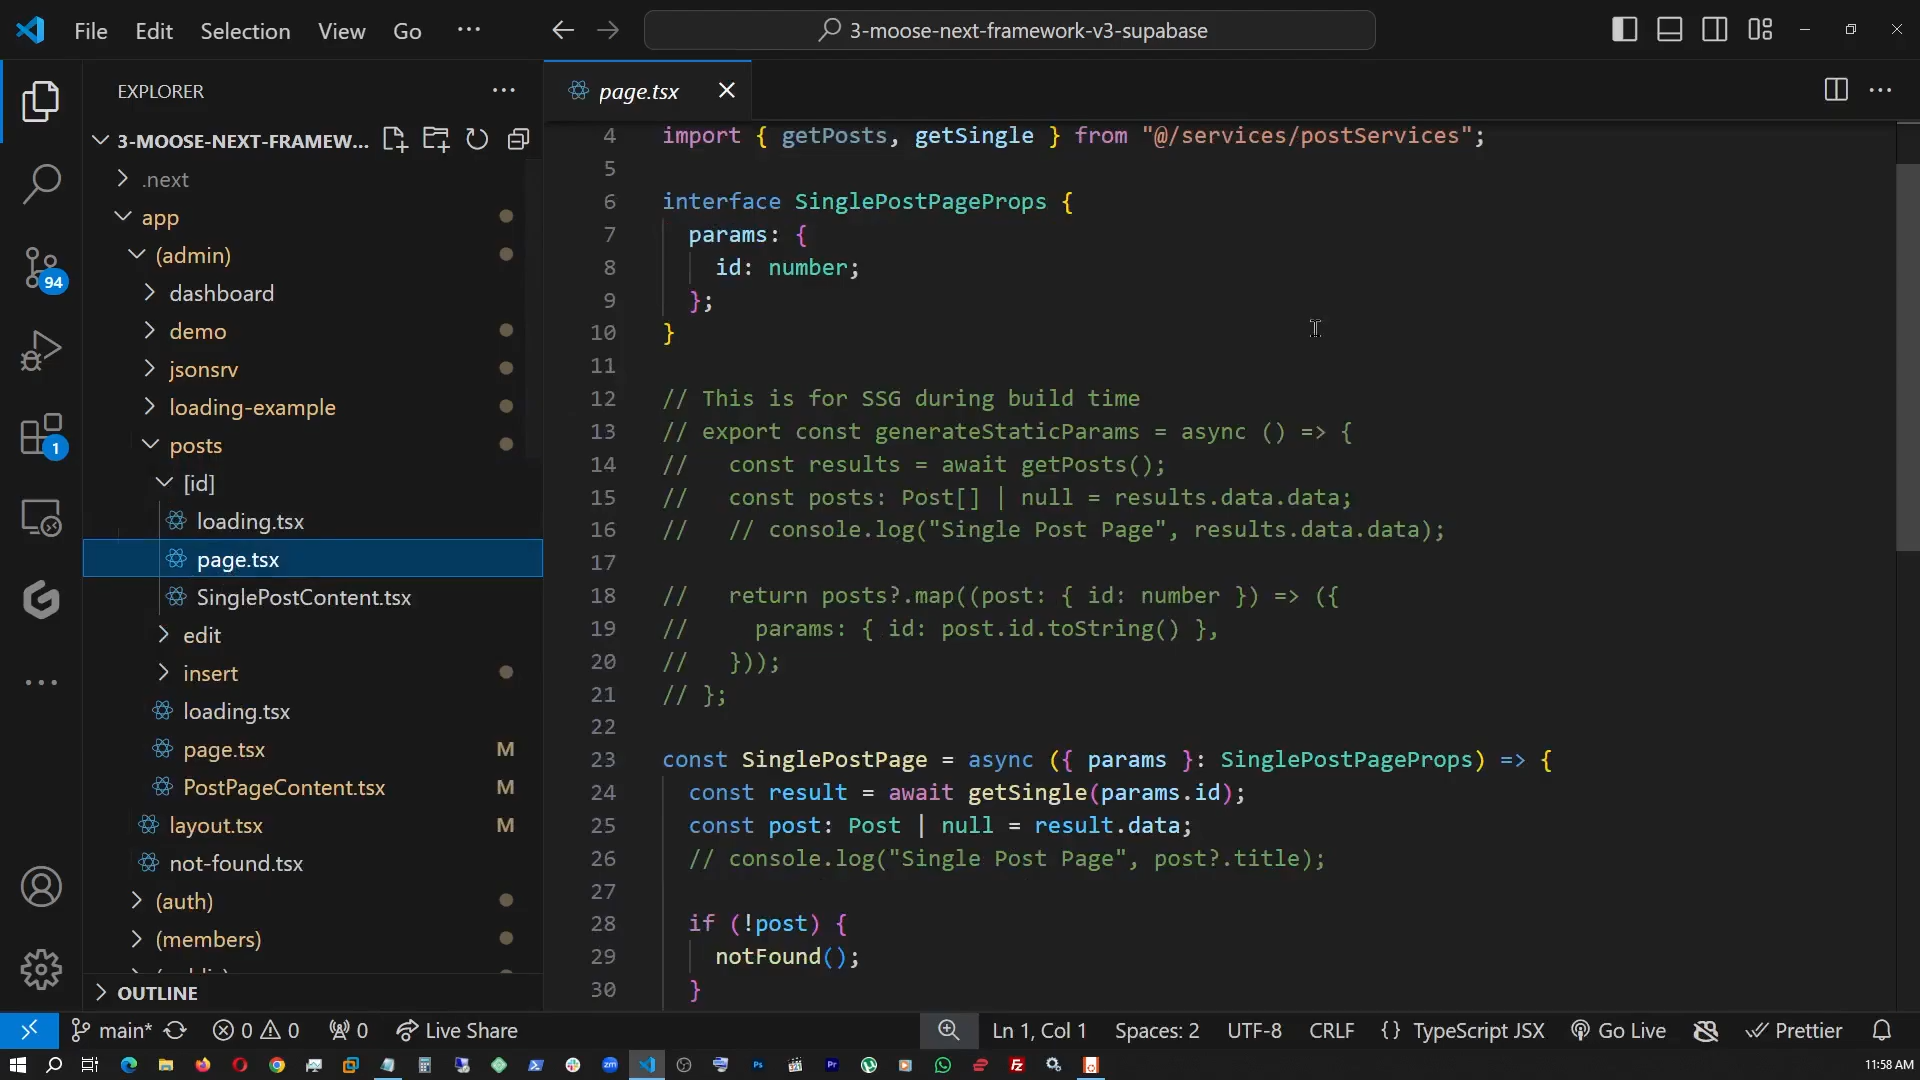 File Edit Selection View Go ···
3-moose-next-framework-v3-supabase
EXPLORER
3-MOOSE-NEXT-FRAMEW...
.next
app
(admin)
dashboard
demo
jsonsrv
loading-example
posts
[id]
loading.tsx
page.tsx
SinglePostContent.tsx
edit
insert
loading.tsx
page.tsx M
PostPageContent.tsx M
layout.tsx M
not-found.tsx
(auth)
(members)
OUTLINE
94
1
page.tsx
4 import { getPosts, getSingle } from "@/services/postServices";
5
6 interface SinglePostPageProps {
7 params: {
8 id: number;
9 };
10 }
11
12 // This is for SSG during build time
13 // export const generateStaticParams = async () => {
14 //   const results = await getPosts();
15 //   const posts: Post[] | null = results.data.data;
16 //   // console.log("Single Post Page", results.data.data);
17
18 //   return posts?.map((post: { id: number }) => ({
19 //     params: { id: post.id.toString() },
20 //   }));
21 // };
22
23 const SinglePostPage = async ({ params }: SinglePostPageProps) => {
24 const result = await getSingle(params.id);
25 const post: Post | null = result.data;
26 // console.log("Single Post Page", post?.title);
27
28 if (!post) {
29 notFound();
30 }
main* 0 0 0 Live Share Ln 1, Col 1 Spaces: 2 UTF-8 CRLF {} TypeScript JSX Go Live Prettier
11:58 AM